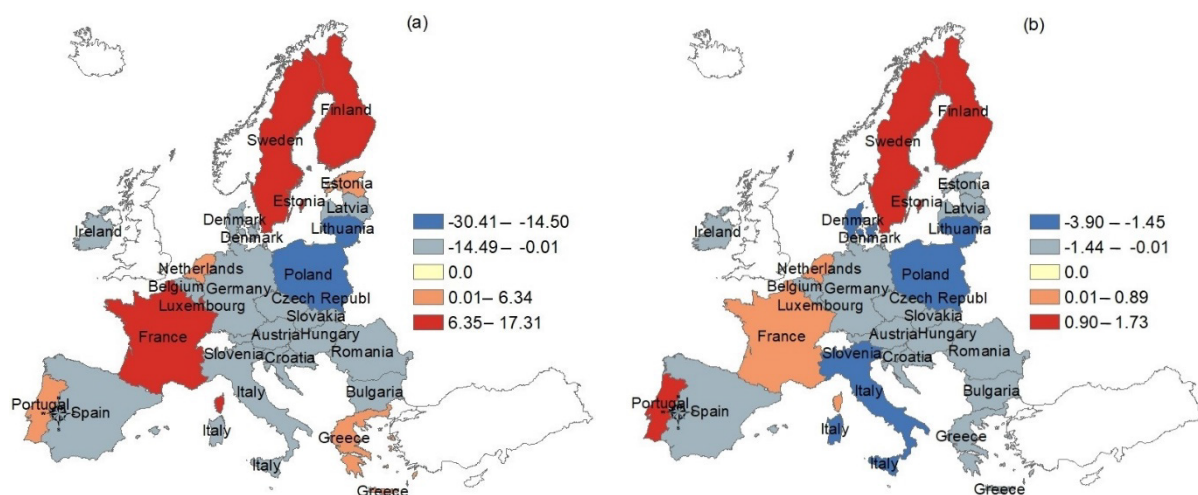 (a)
Finland
Sweden
Estonia
Estonia
Latvia
Denmark
Lithuania
Ireland
Denmark
Netherlands
Poland
Belgium
Germany
Czech Republ
Luxembourg
Slovakia
France
Austria
Hungary
Slovenia
Croatia
Romania
Bulgaria
Portugal
Spain
Italy
Italy
Greece
Italy
Greece
-30.41– -14.50
-14.49– -0.01
0.0
0.01– 6.34
6.35– 17.31
(b)
Finland
Sweden
Estonia
Estonia
Latvia
Denmark
Lithuania
Ireland
Denmark
Netherlands
Poland
Belgium
Germany
Czech Republ
Luxembourg
Slovakia
France
Austria
Hungary
Slovenia
Croatia
Romania
Bulgaria
Portugal
Spain
Italy
Italy
Greece
Italy
Greece
-3.90– -1.45
-1.44– -0.01
0.0
0.01– 0.89
0.90– 1.73